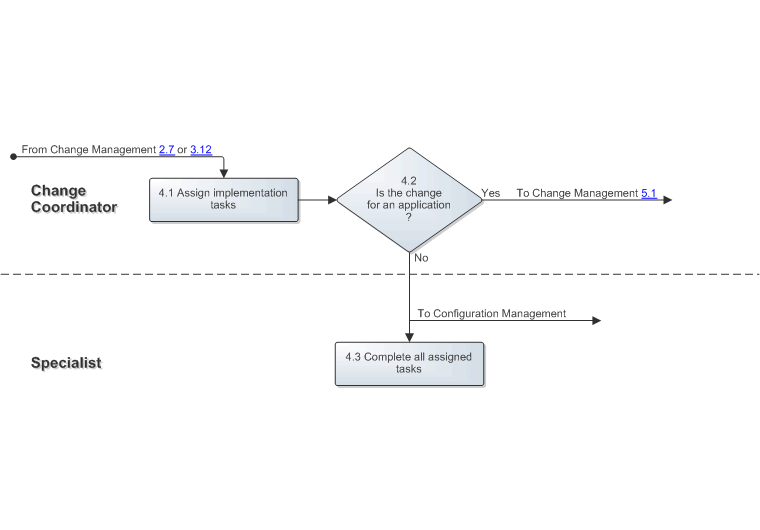 From Change Management 2.7 or 3.12
Change
Coordinator
4.1 Assign implementation
tasks
4.2
Is the change
for an application
?
Yes
To Change Management 5.1
No
To Configuration Management
Specialist
4.3 Complete all assigned
tasks